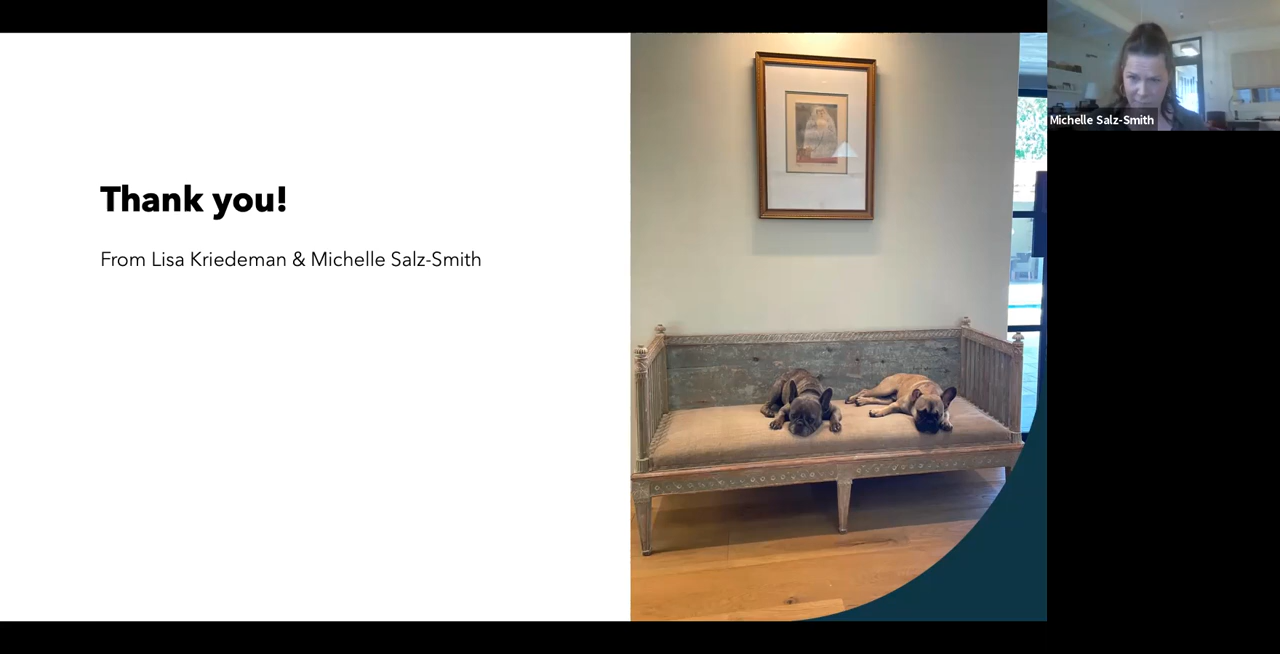 Thank you!
From Lisa Kriedeman & Michelle Salz-Smith
Michelle Salz-Smith